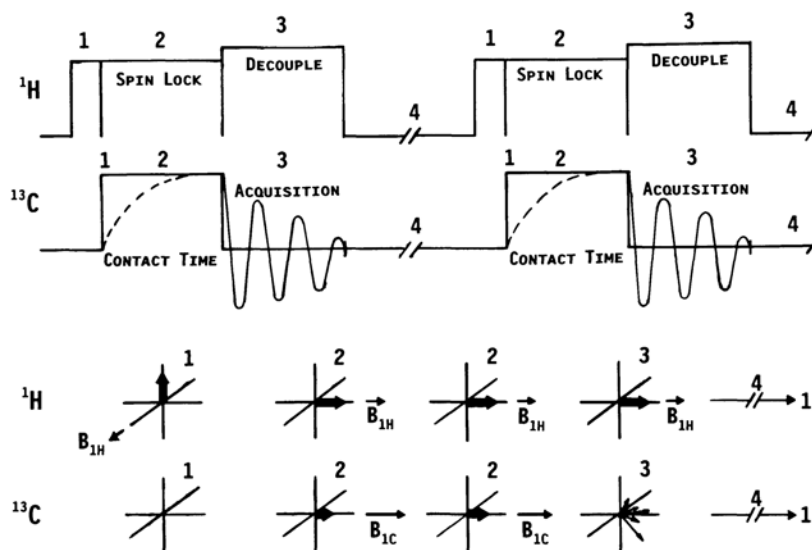 1 2 3 1 2 3
¹H SPIN LOCK DECOUPLE 4 SPIN LOCK DECOUPLE 4
¹³C 1 2 3 ACQUISITION 4 1 2 3 ACQUISITION 4
CONTACT TIME CONTACT TIME
¹H 1 2 2 3 4 1
B1H B1H B1H B1H
¹³C 1 2 2 3 4 1
B1C B1C